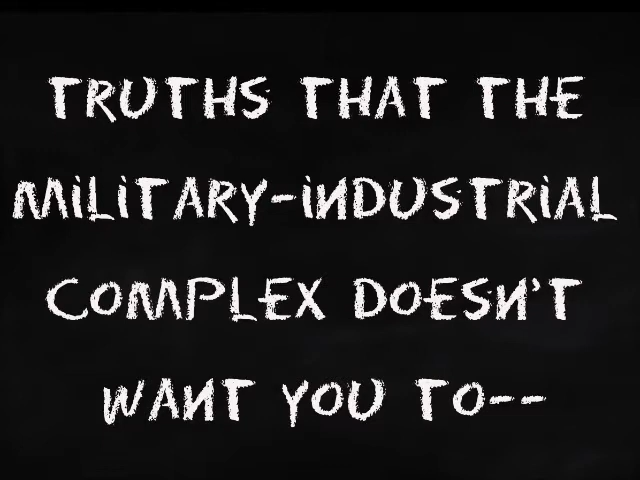 TRUTHS THAT THE
MILITARY-INDUSTRIAL
COMPLEX DOESN'T
WANT YOU TO--